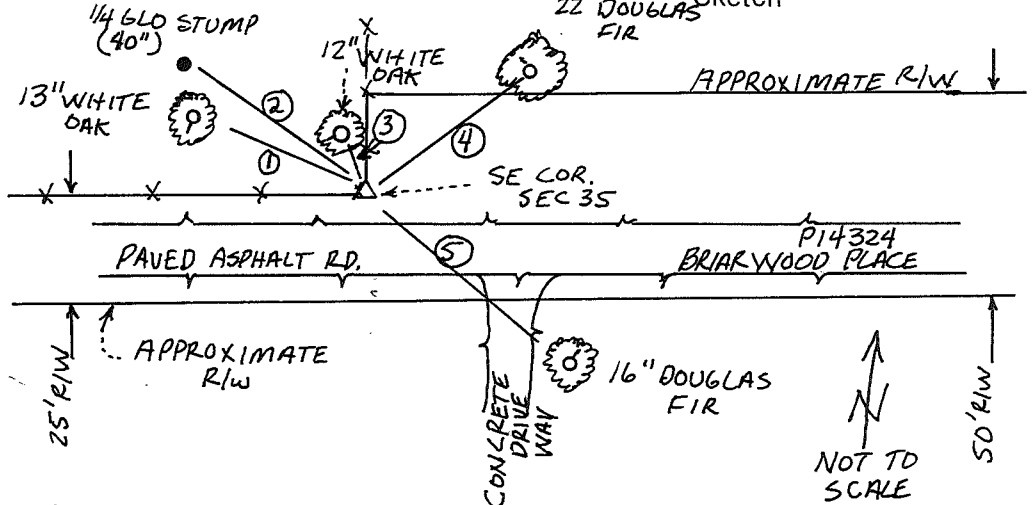 Sketch
1/4 GLO STUMP
(40")
12" WHITE
OAK
22 DOUGLAS
FIR
APPROXIMATE R/W
13" WHITE
OAK
2
3
4
1
SE COR.
SEC 35
5
P14324
PAVED ASPHALT RD.
BRIARWOOD PLACE
APPROXIMATE
R/W
25' R/W
CONCRETE
DRIVE
WAY
16" DOUGLAS
FIR
N
NOT TO
SCALE
50' R/W